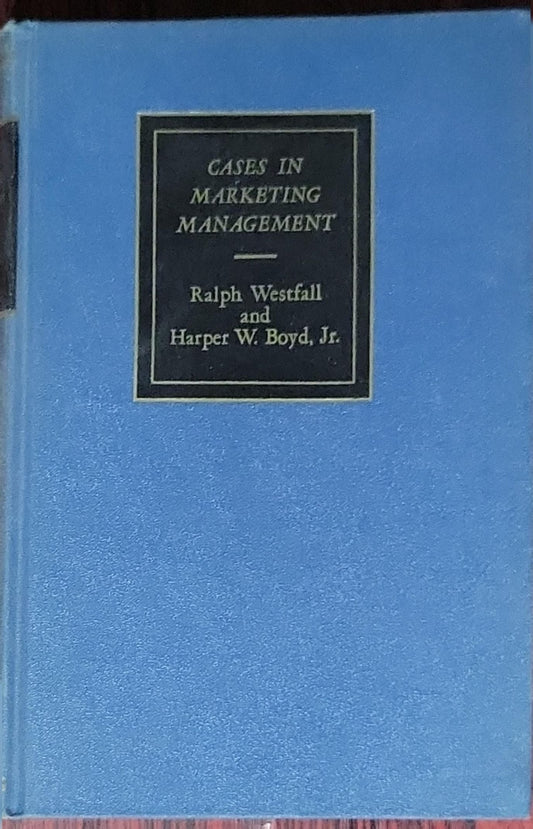 CASES IN
MARKETING
MANAGEMENT
Ralph Westfall
and
Harper W. Boyd, Jr.